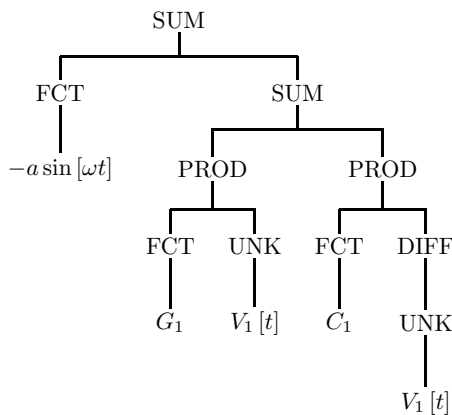 SUM
FCT SUM
−a sin [ωt] PROD PROD
FCT UNK FCT DIFF
G₁ V₁ [t] C₁ UNK
V₁ [t]